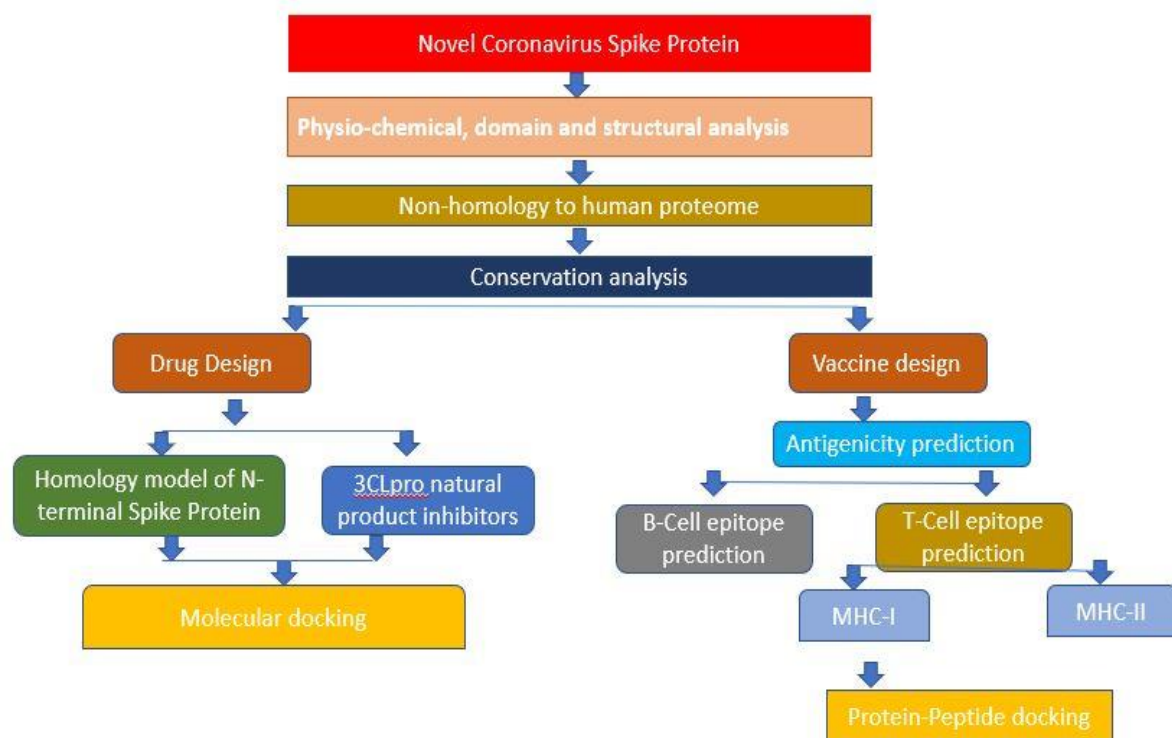 Novel Coronavirus Spike Protein
Physio-chemical, domain and structural analysis
Non-homology to human proteome
Conservation analysis
Drug Design
Vaccine design
Antigenicity prediction
Homology model of N-
terminal Spike Protein
3CLpro natural
product inhibitors
B-Cell epitope
prediction
T-Cell epitope
prediction
Molecular docking
MHC-I
MHC-II
Protein-Peptide docking